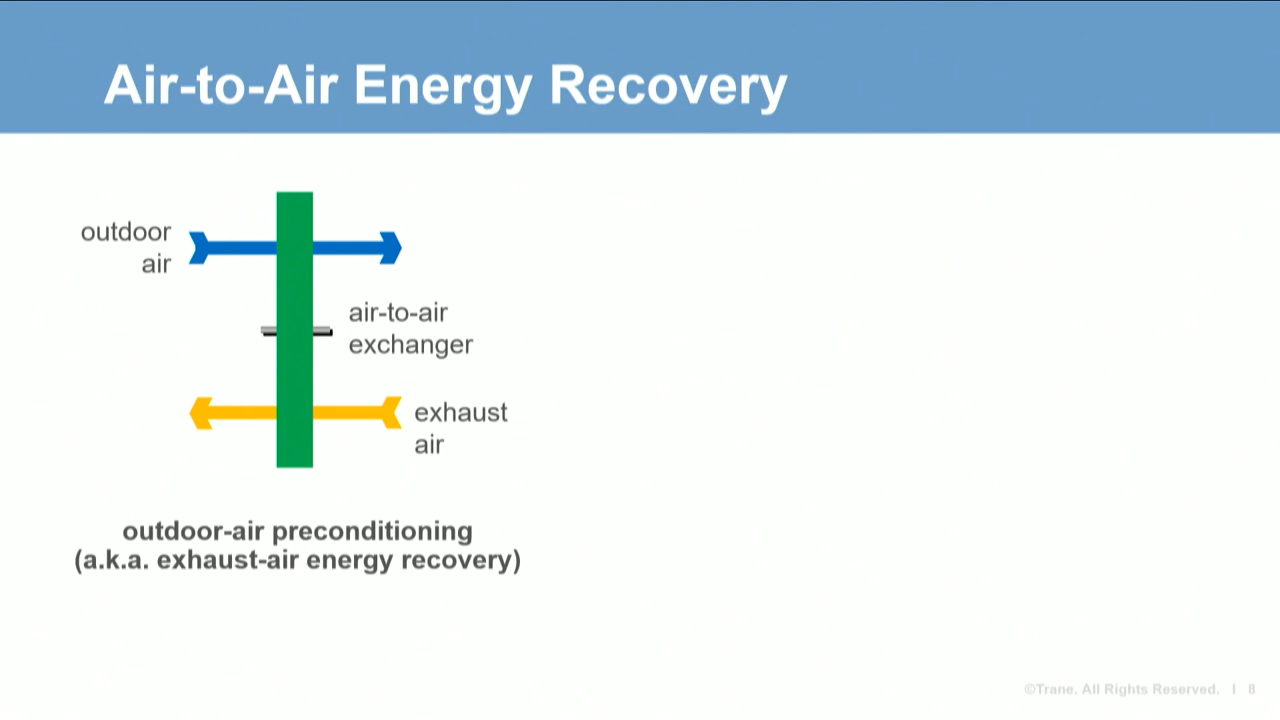 Air-to-Air Energy Recovery
outdoor
air
air-to-air
exchanger
exhaust
air
outdoor-air preconditioning
(a.k.a. exhaust-air energy recovery)
©Trane. All Rights Reserved. | 8